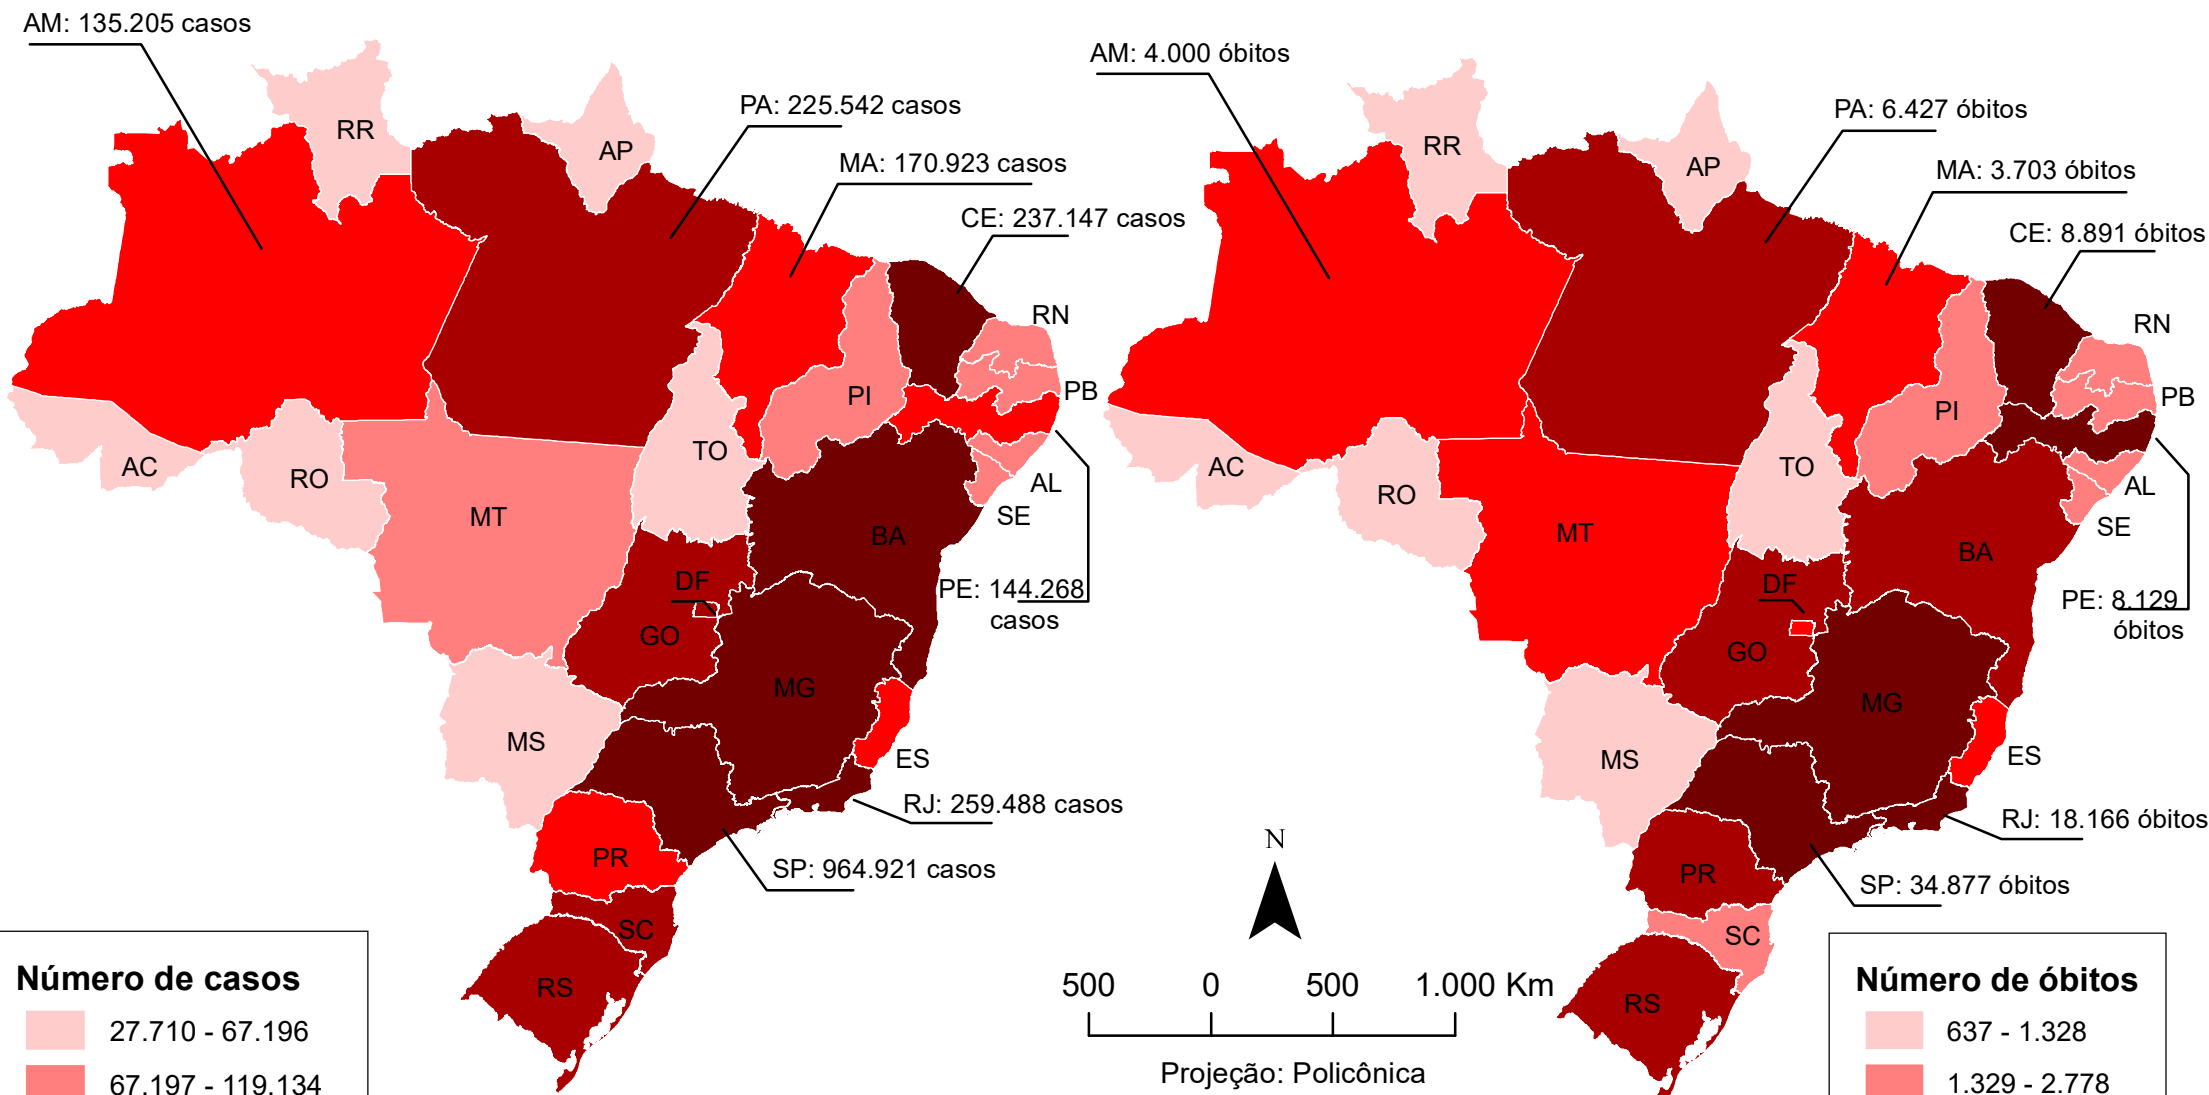 AM: 135.205 casos
RR
AP
PA: 225.542 casos
MA: 170.923 casos
CE: 237.147 casos
RN
PB
PI
TO
AC
RO
MT
AL
SE
BA
DF
PE: 144.268
casos
GO
MG
MS
ES
RJ: 259.488 casos
PR
SP: 964.921 casos
SC
RS
Número de casos
27.710 - 67.196
67.197 - 119.134
AM: 4.000 óbitos
RR
AP
PA: 6.427 óbitos
MA: 3.703 óbitos
CE: 8.891 óbitos
RN
PB
PI
TO
AC
RO
MT
AL
SE
BA
DF
PE: 8.129
óbitos
GO
MG
MS
ES
RJ: 18.166 óbitos
PR
SP: 34.877 óbitos
SC
RS
N
500 0 500 1.000 Km
Projeção: Policônica
Número de óbitos
637 - 1.328
1.329 - 2.778